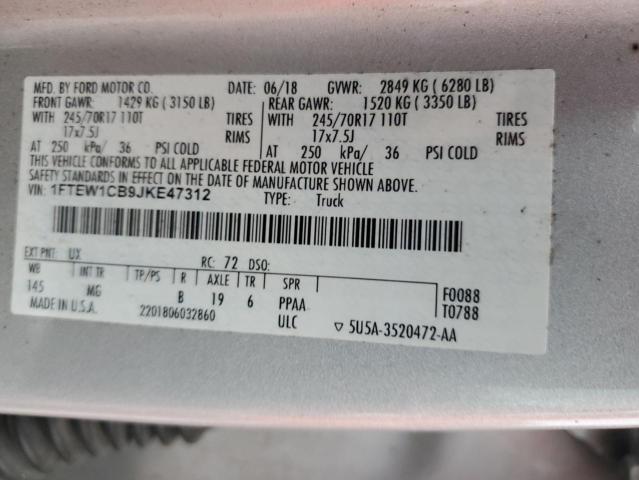 MFD. BY FORD MOTOR CO. DATE: 06/18 GVWR: 2849 KG ( 6280 LB)
FRONT GAWR: 1429 KG ( 3150 LB) REAR GAWR: 1520 KG ( 3350 LB)
WITH 245/70R17 110T TIRES WITH 245/70R17 110T TIRES
17x7.5J RIMS 17x7.5J RIMS
AT 250 kPa/ 36 PSI COLD AT 250 kPa/ 36 PSI COLD
THIS VEHICLE CONFORMS TO ALL APPLICABLE FEDERAL MOTOR VEHICLE
SAFETY STANDARDS IN EFFECT ON THE DATE OF MANUFACTURE SHOWN ABOVE.
VIN: 1FTEW1CB9JKE47312 TYPE: Truck
EXT PNT: UX RC: 72 DSO:
WB INT TR TP/PS R AXLE TR SPR F0088
145 MG B 19 6 PPAA T0788
MADE IN U.S.A. 2201806032860 ULC ▽ 5U5A-3520472-AA